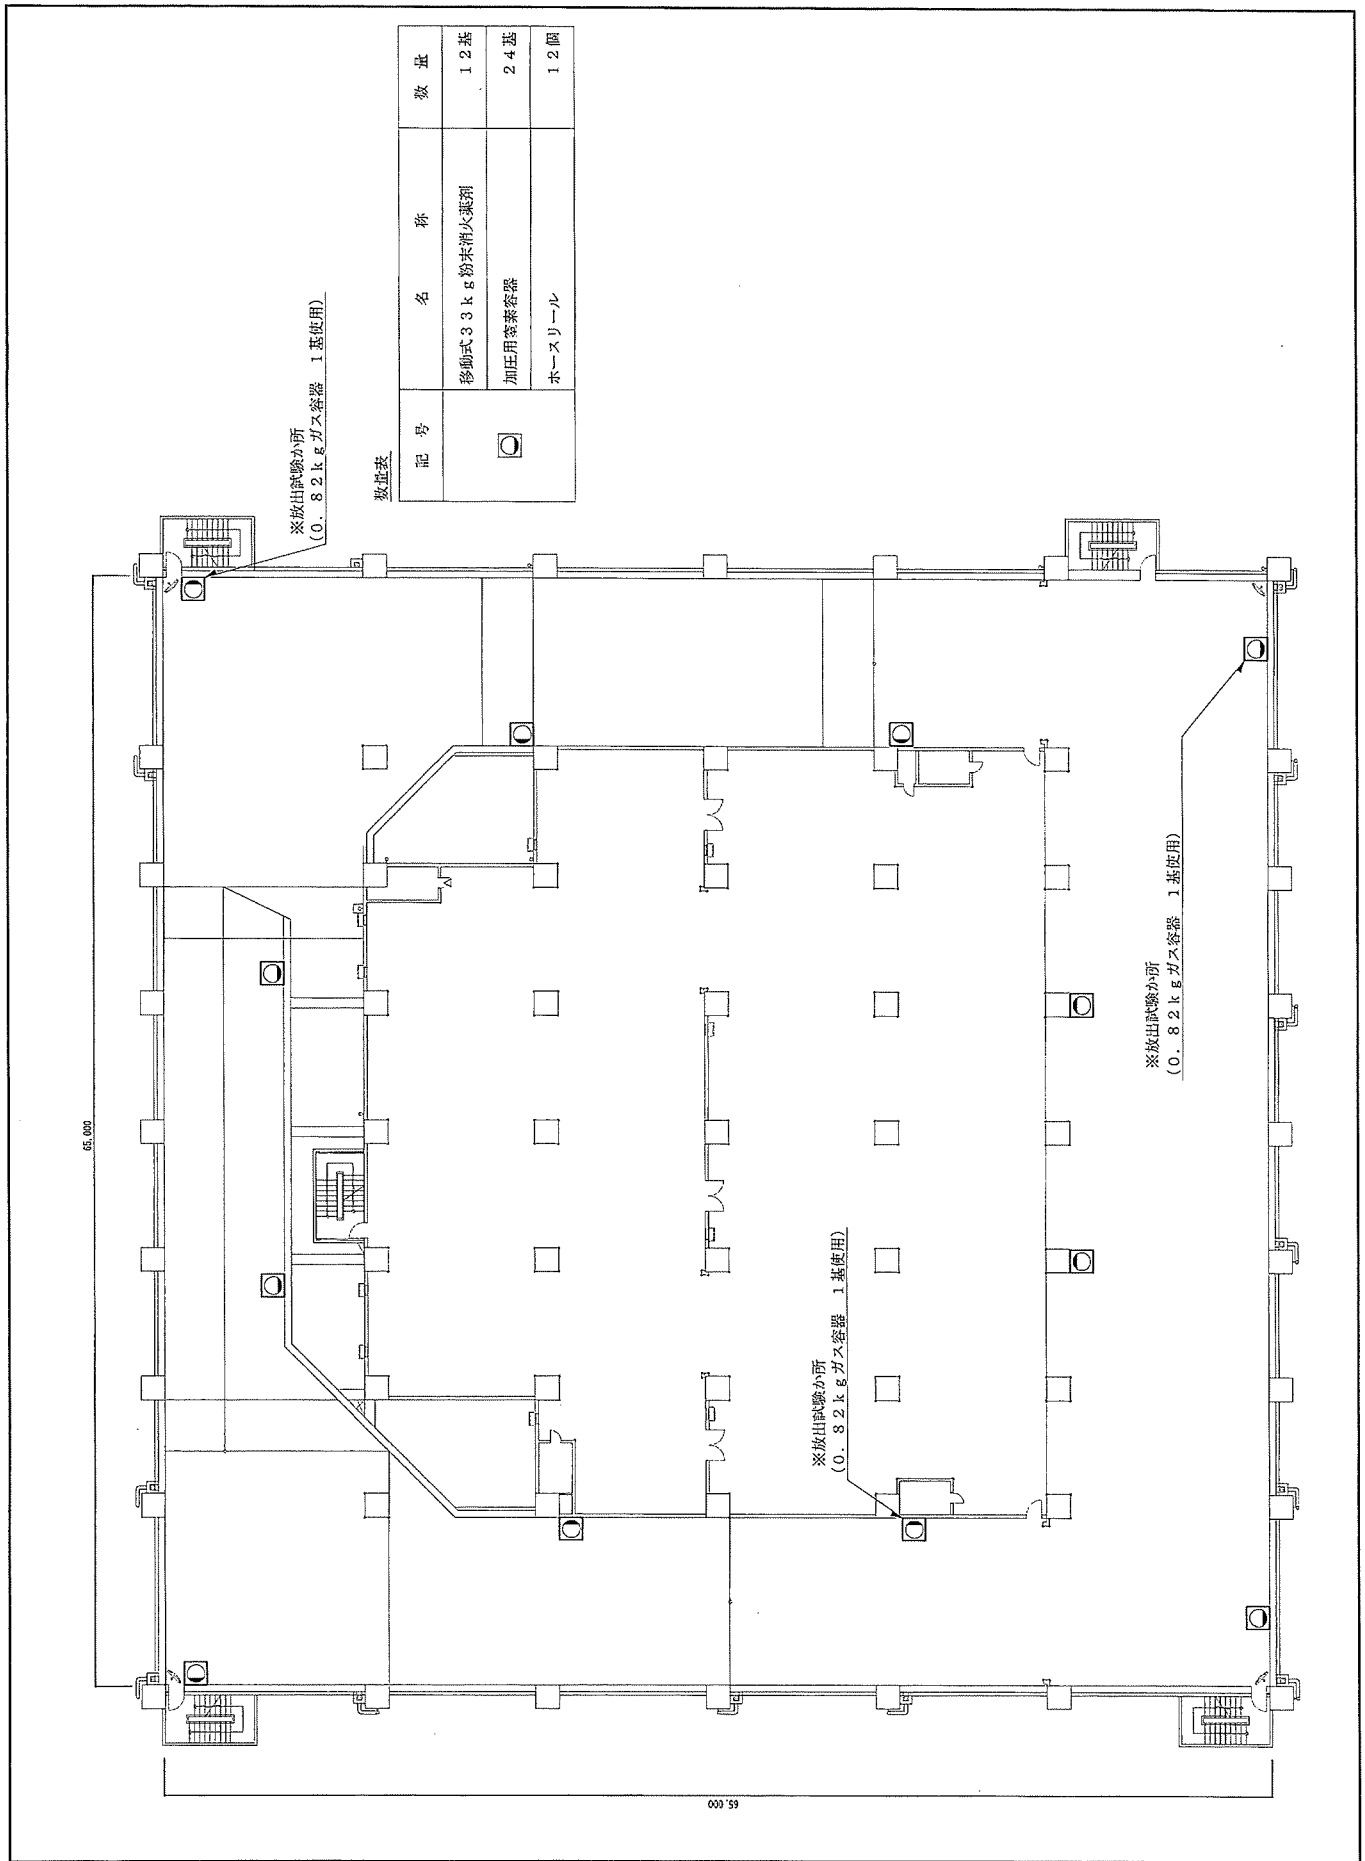 65,000
65,000
※放出試験か所
(0.82kgガス容器 1基使用)
※放出試験か所
(0.82kgガス容器 1基使用)
※放出試験か所
(0.82kgガス容器 1基使用)
数量表
記号 名称 数量
移動式33kg粉末消火薬剤 12基
加圧用窒素容器 24基
ホースリール 12個